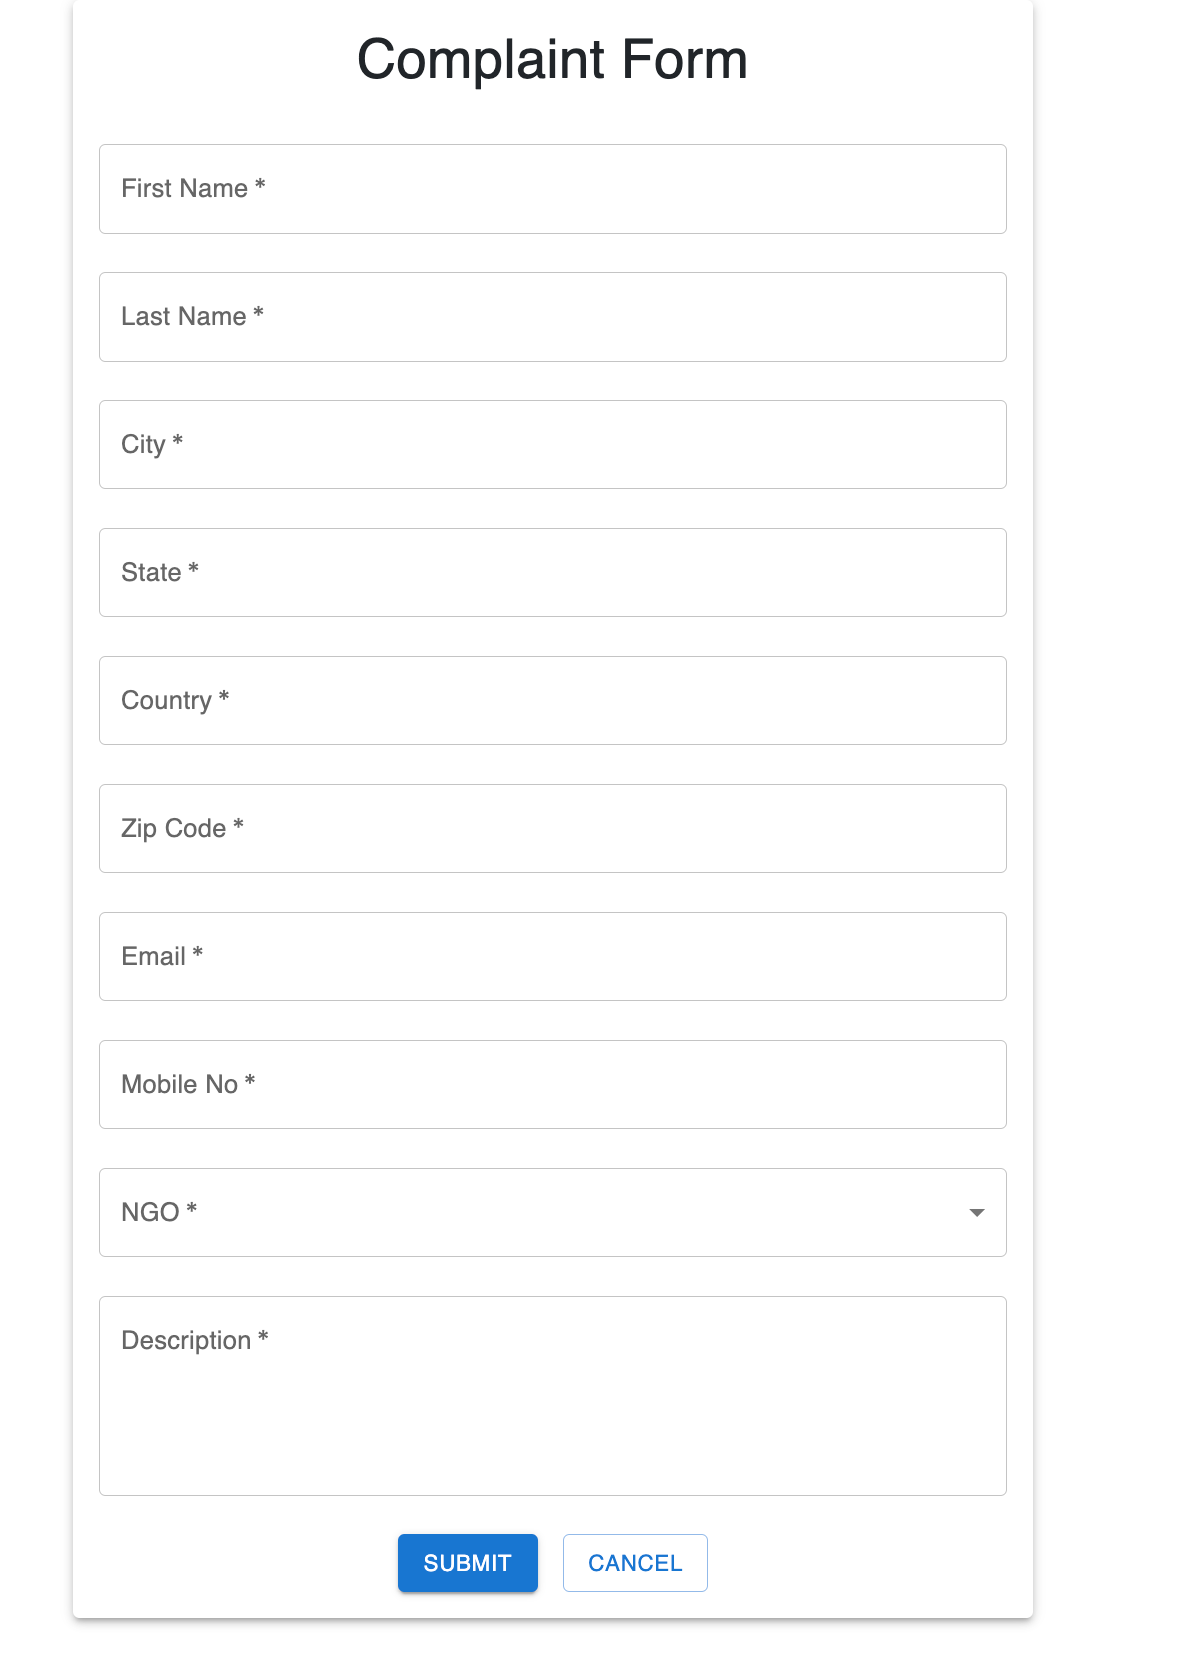 Complaint Form
First Name *
Last Name *
City *
State *
Country *
Zip Code *
Email *
Mobile No *
NGO *
Description *
SUBMIT CANCEL